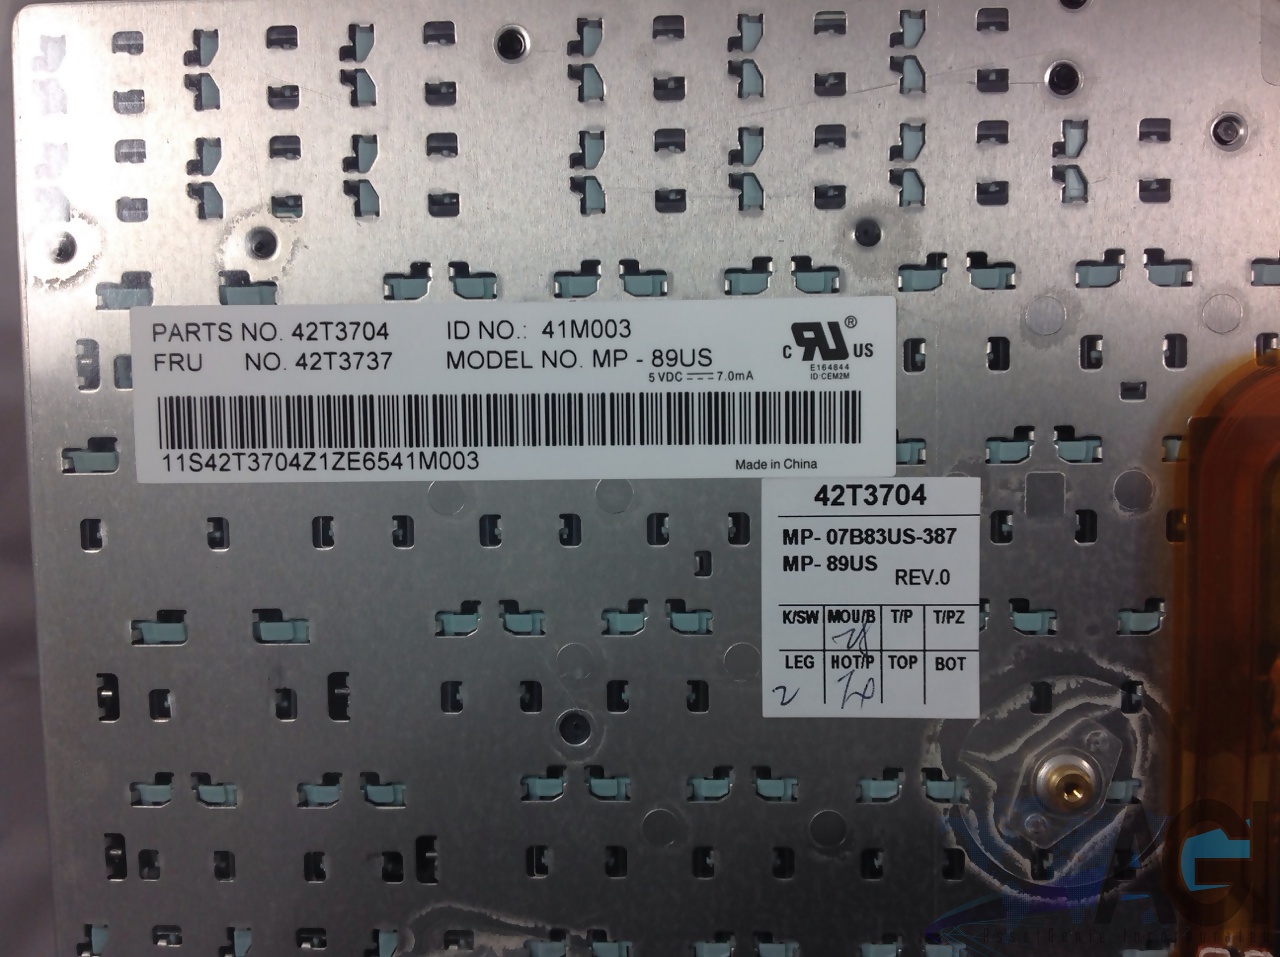 PARTS NO. 42T3704 ID NO.: 41M003
FRU NO. 42T3737 MODEL NO. MP - 89US
5 VDC 7.0mA
C RU ® US
E164844
ID:CEM2M
11S42T3704Z1ZE6541M003
Made in China
42T3704
MP- 07B83US-387
MP- 89US REV.0
K/SW MOU/B T/P T/PZ
LEG HOT/P TOP BOT
2